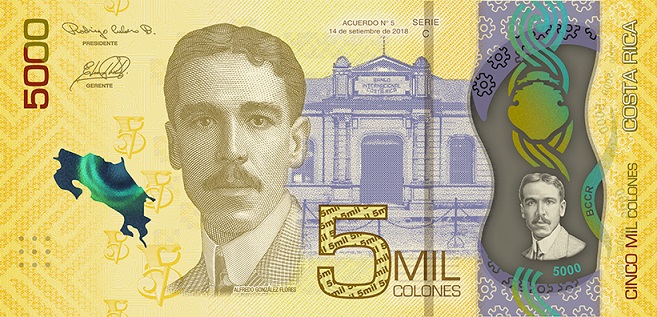 5000
Rodrigo Cubero B.
PRESIDENTE
GERENTE
ACUERDO N° 5
14 de setiembre de 2018
SERIE
C
BANCO
INTERNACIONAL
COSTA RICA
ALFREDO GONZÁLEZ FLORES
5mil 5mil 5mil
5 MIL
COLONES
BCCR
5000
CINCO MIL COLONES
COSTA RICA